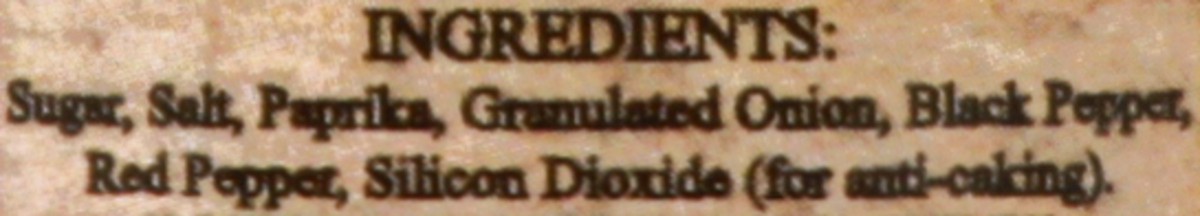 INGREDIENTS:
Sugar, Salt, Paprika, Granulated Onion, Black Pepper,
Red Pepper, Silicon Dioxide (for anti-caking).